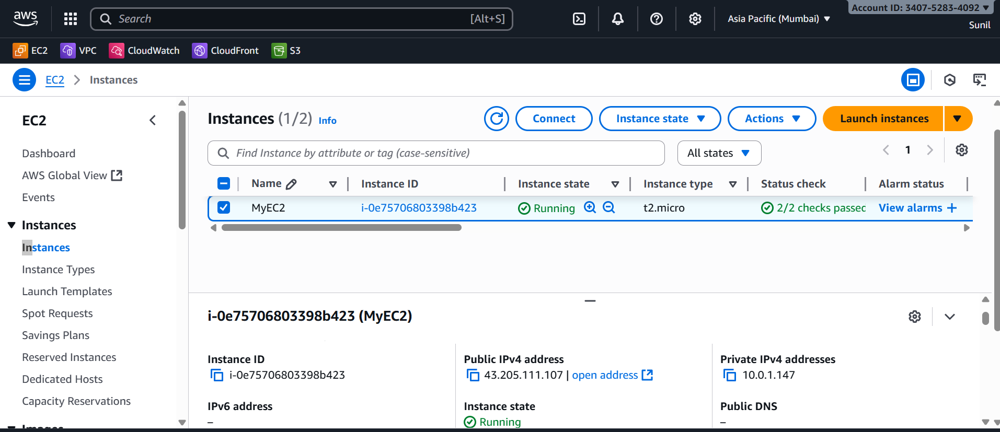 aws
Search [Alt+S]
Asia Pacific (Mumbai)
Account ID: 3407-5283-4092
Sunil
EC2 VPC CloudWatch CloudFront S3
EC2 Instances
EC2
Dashboard
AWS Global View
Events
Instances
Instances
Instance Types
Launch Templates
Spot Requests
Savings Plans
Reserved Instances
Dedicated Hosts
Capacity Reservations
Images
Instances (1/2) Info
Connect
Instance state
Actions
Launch instances
Find Instance by attribute or tag (case-sensitive)
All states
1
Name Instance ID Instance state Instance type Status check Alarm status
MyEC2 i-0e75706803398b423 Running t2.micro 2/2 checks passed View alarms +
i-0e75706803398b423 (MyEC2)
Instance ID
i-0e75706803398b423
Public IPv4 address
43.205.111.107 | open address
Private IPv4 addresses
10.0.1.147
IPv6 address
–
Instance state
Running
Public DNS
–